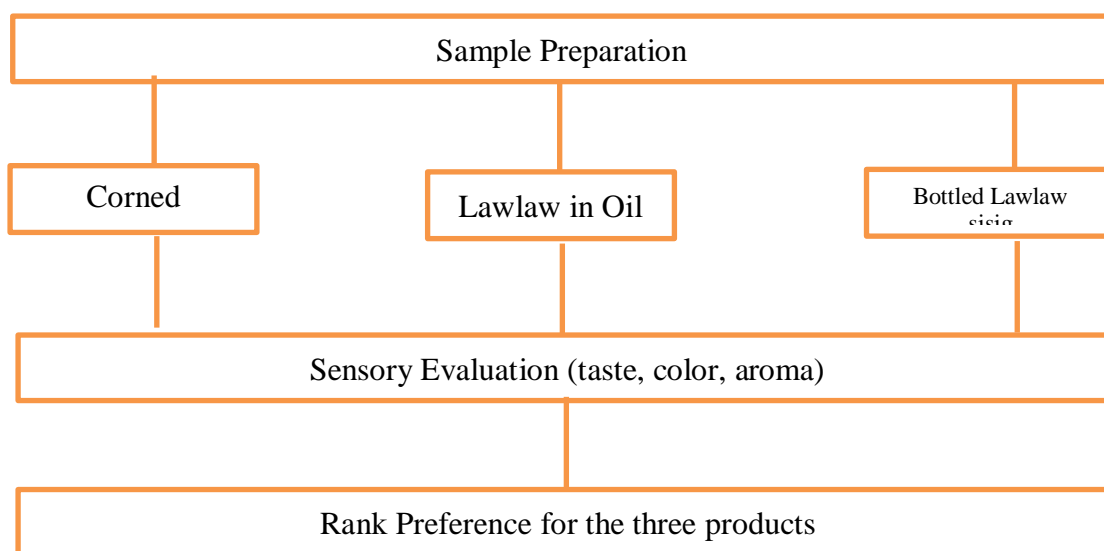 Sample Preparation
Corned
Lawlaw in Oil
Bottled Lawlaw
sisig
Sensory Evaluation (taste, color, aroma)
Rank Preference for the three products